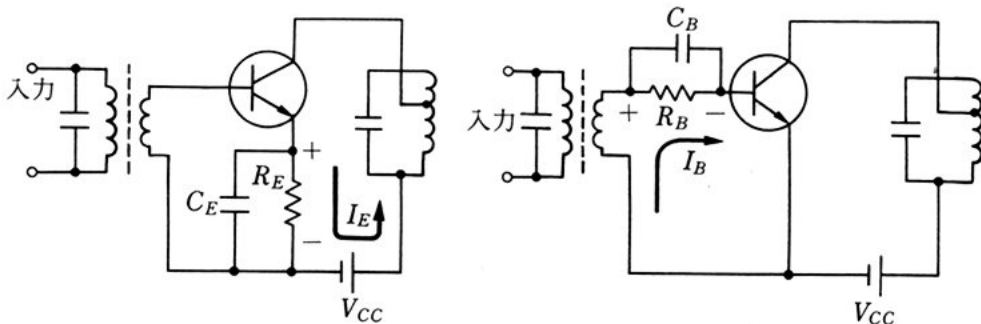 入力
C_E
R_E
+
−
I_E
V_CC
入力
C_B
+
R_B
−
I_B
V_CC